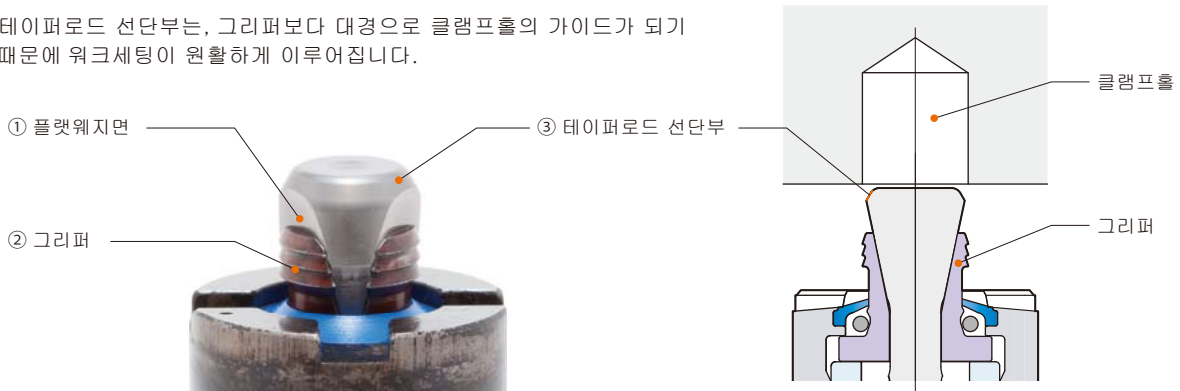 테이퍼로드 선단부는, 그리퍼보다 대경으로 클램프홀의 가이드가 되기
때문에 워크세팅이 원활하게 이루어집니다.
① 플랫웨지면
② 그리퍼
③ 테이퍼로드 선단부
클램프홀
그리퍼